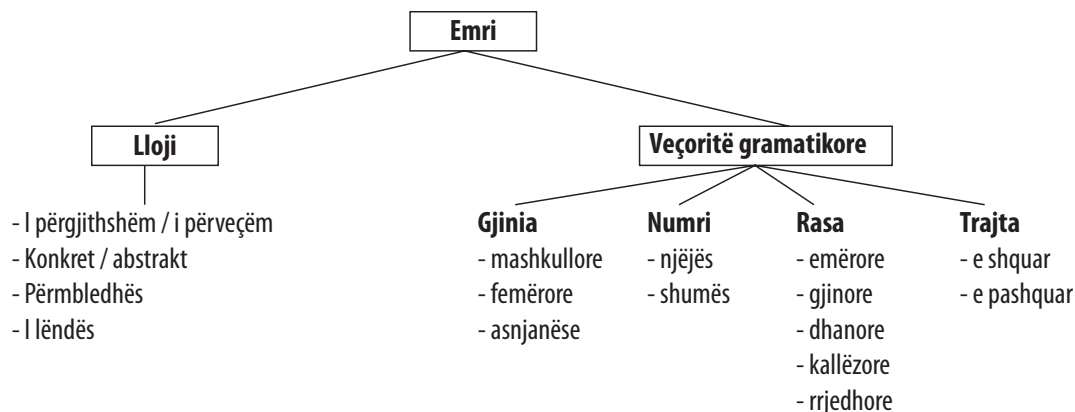 Emri
Lloji
- I përgjithshëm / i përveçëm
- Konkret / abstrakt
- Përmbledhës
- I lëndës
Veçoritë gramatikore
Gjinia
- mashkullore
- femërore
- asnjanëse
Numri
- njëjës
- shumës
Rasa
- emërore
- gjinore
- dhanore
- kallëzore
- rrjedhore
Trajta
- e shquar
- e pashquar